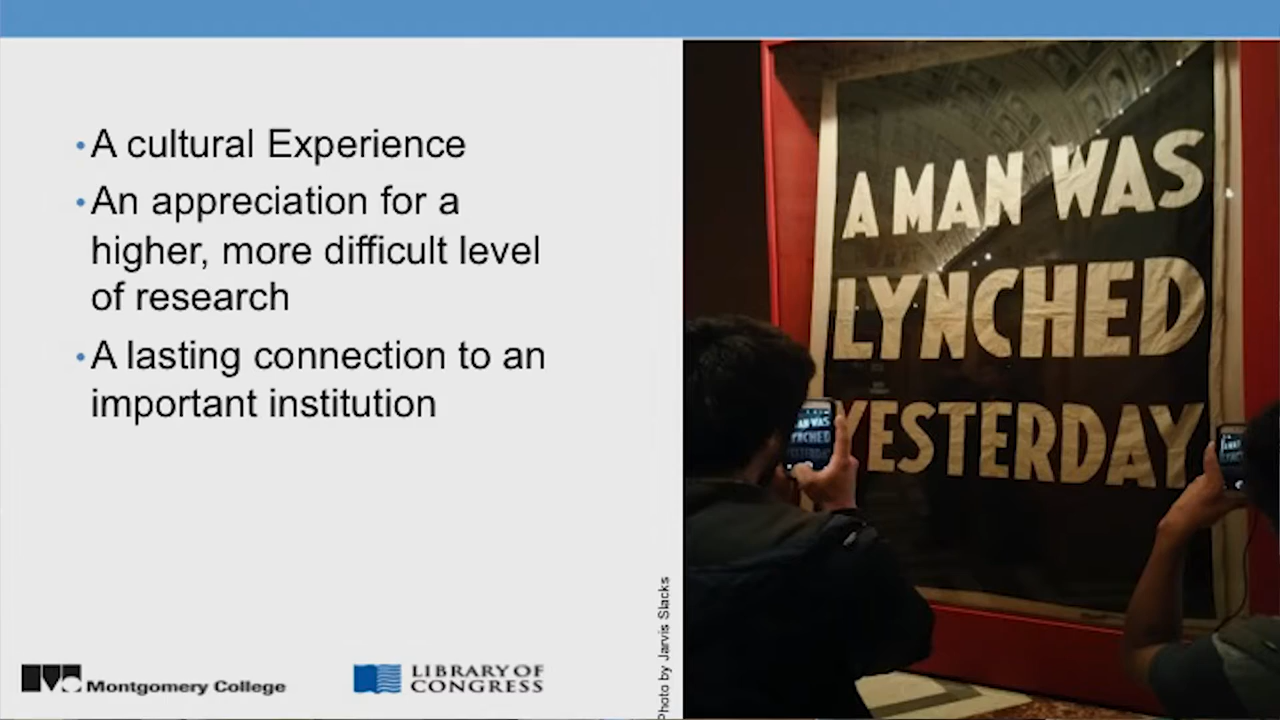 • A cultural Experience
• An appreciation for a
higher, more difficult level
of research
• A lasting connection to an
important institution
Montgomery College
LIBRARY OF
CONGRESS
Photo by Jarvis Slacks
A MAN WAS
LYNCHED
YESTERDAY